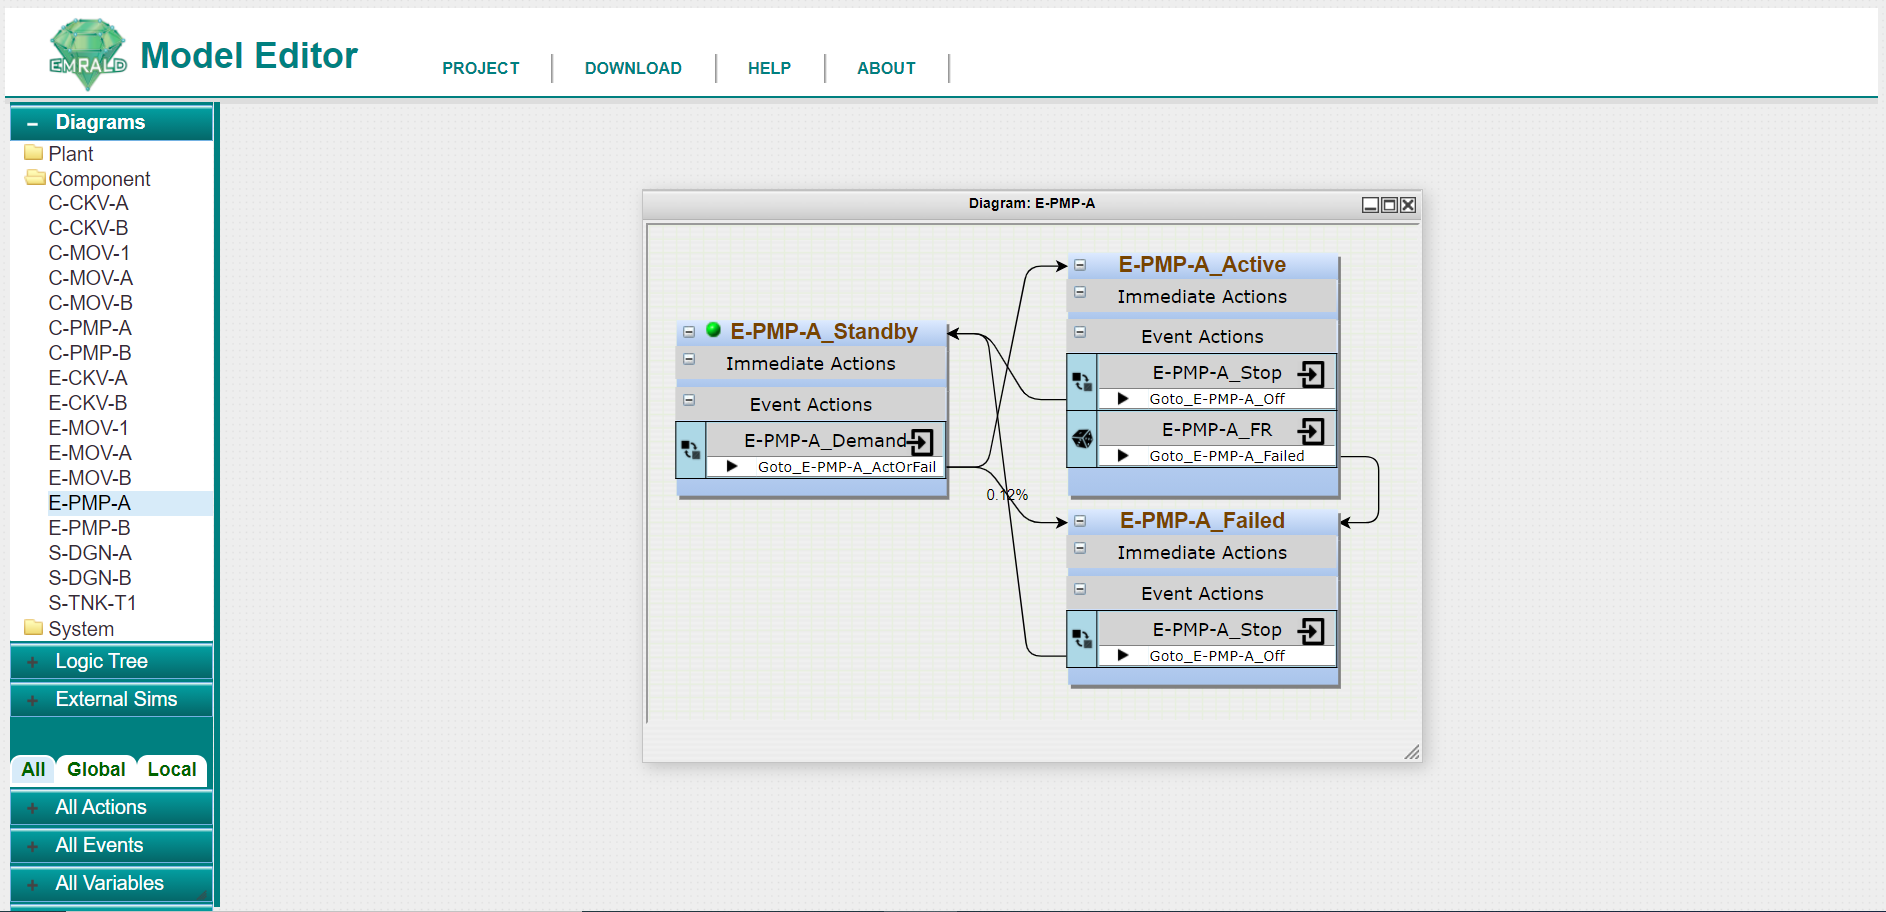 EMRALD
Model Editor
PROJECT
DOWNLOAD
HELP
ABOUT
Diagrams
Plant
Component
C-CKV-A
C-CKV-B
C-MOV-1
C-MOV-A
C-MOV-B
C-PMP-A
C-PMP-B
E-CKV-A
E-CKV-B
E-MOV-1
E-MOV-A
E-MOV-B
E-PMP-A
E-PMP-B
S-DGN-A
S-DGN-B
S-TNK-T1
System
Logic Tree
External Sims
All
Global
Local
All Actions
All Events
All Variables
Diagram: E-PMP-A
E-PMP-A_Standby
Immediate Actions
Event Actions
E-PMP-A_Demand
Goto_E-PMP-A_ActOrFail
0.12%
E-PMP-A_Active
Immediate Actions
Event Actions
E-PMP-A_Stop
Goto_E-PMP-A_Off
E-PMP-A_FR
Goto_E-PMP-A_Failed
E-PMP-A_Failed
Immediate Actions
Event Actions
E-PMP-A_Stop
Goto_E-PMP-A_Off